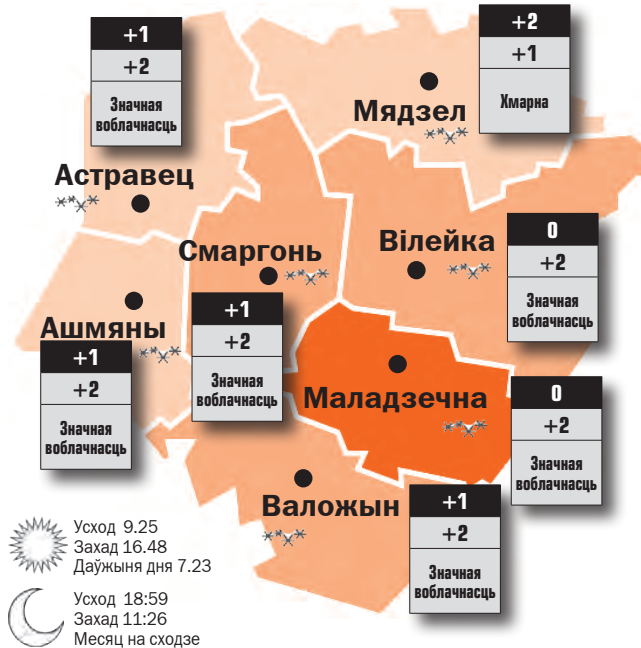 +1
+2
Значная
воблачнасць
+2
+1
Хмарна
Мядзел
Астравец
Смаргонь
Вілейка
0
+2
Значная
воблачнасць
Ашмяны
+1
+2
Значная
воблачнасць
+1
+2
Значная
воблачнасць
Маладзечна
0
+2
Значная
воблачнасць
Валожын
+1
+2
Значная
воблачнасць
Усход 9.25
Захад 16.48
Даўжыня дня 7.23
Усход 18:59
Захад 11:26
Месяц на сходзе